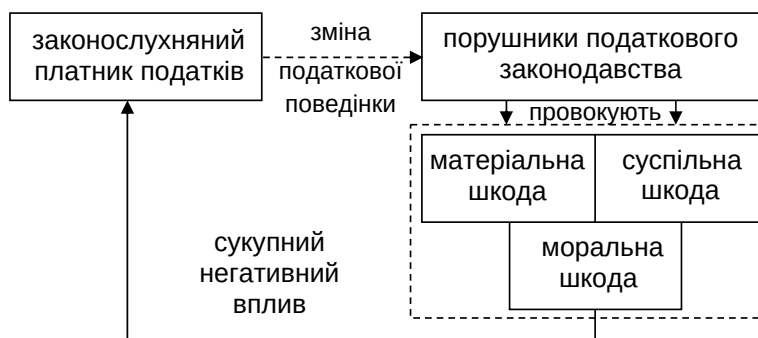 законослухняний
платник податків
зміна
податкової
поведінки
порушники податкового
законодавства
провокують
матеріальна
шкода
суспільна
шкода
моральна
шкода
сукупний
негативний
вплив